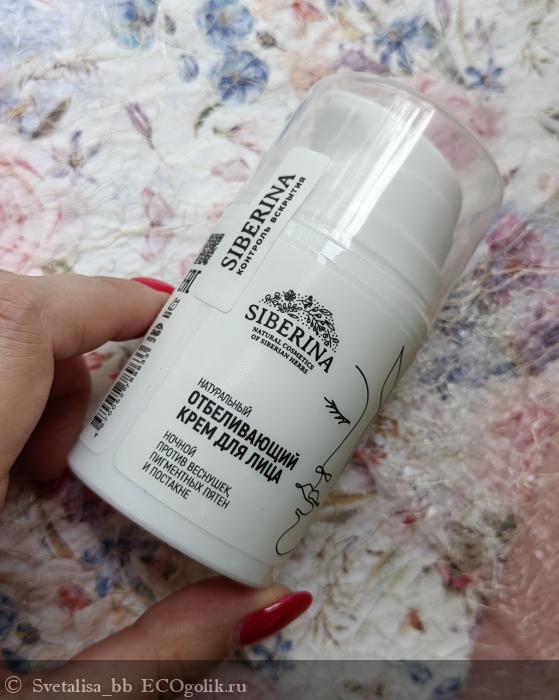 SIBERINA
КОНТРОЛЬ ВСКРЫТИЯ
SIBERINA
NATURAL COSMETICS
OF SIBERIAN HERBS
НАТУРАЛЬНЫЙ
ОТБЕЛИВАЮЩИЙ
КРЕМ ДЛЯ ЛИЦА
НОЧНОЙ
ПРОТИВ ВЕСНУШЕК,
ПИГМЕНТНЫХ ПЯТЕН
И ПОСТАКНЕ
© Svetalisa_bb ECOgolik.ru